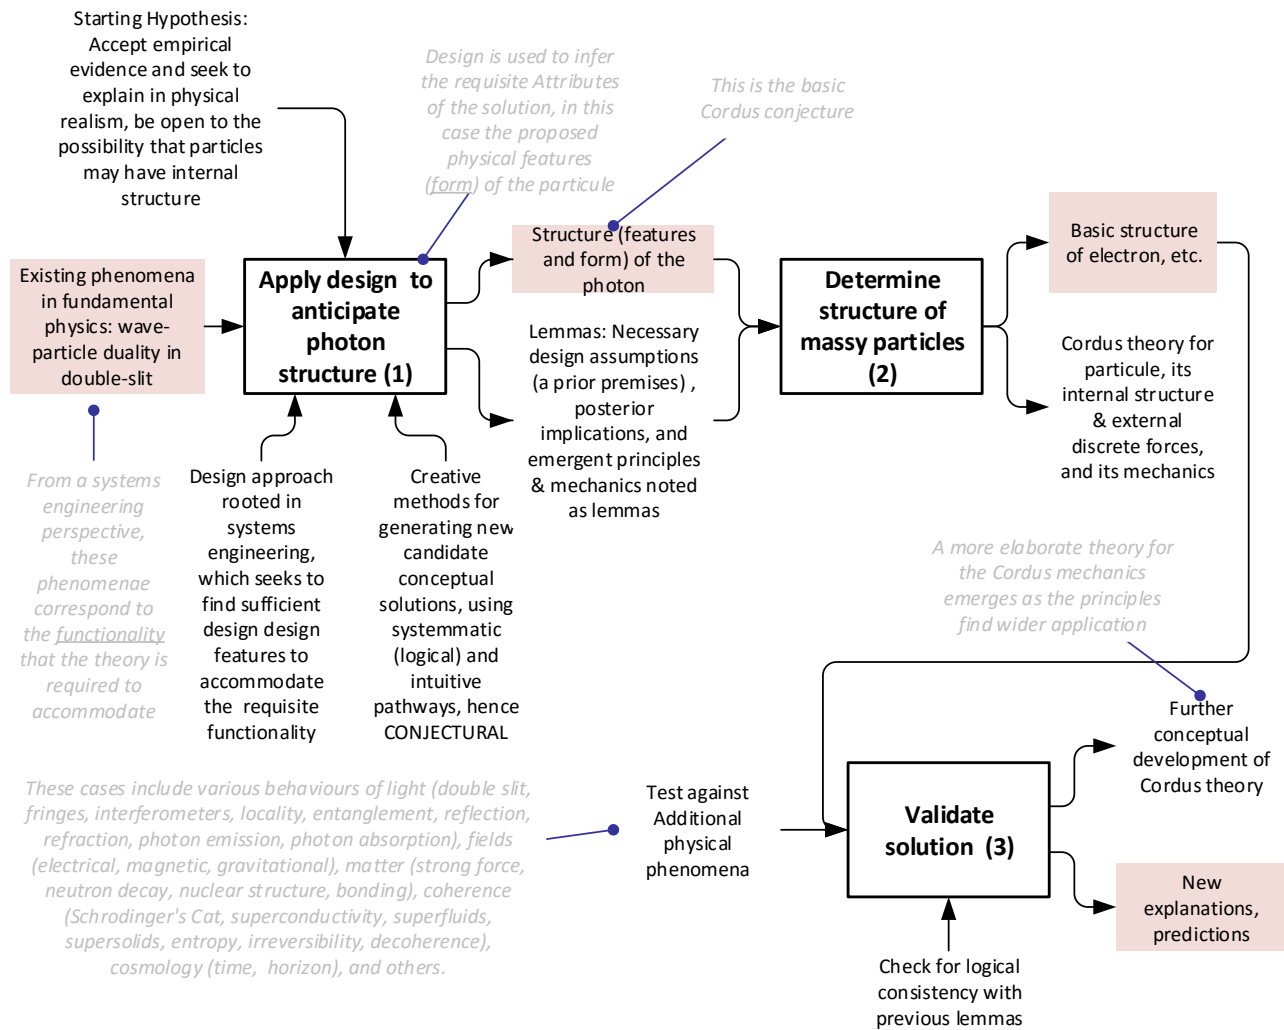 Starting Hypothesis:
Accept empirical
evidence and seek to
explain in physical
realism, be open to the
possibility that particles
may have internal
structure
Design is used to infer
the requisite Attributes
of the solution, in this
case the proposed
physical features
(form) of the particule
This is the basic
Cordus conjecture
Existing phenomena
in fundamental
physics: wave-
particle duality in
double-slit
Apply design to
anticipate
photon
structure (1)
Structure (features
and form) of the
photon
Lemmas: Necessary
design assumptions
(a prior premises) ,
posterior
implications, and
emergent principles
& mechanics noted
as lemmas
Determine
structure of
massy particles
(2)
Basic structure
of electron, etc.
Cordus theory for
particule, its
internal structure
& external
discrete forces,
and its mechanics
From a systems
engineering
perspective,
these
phenomenae
correspond to
the functionality
that the theory is
required to
accommodate
Design approach
rooted in
systems
engineering,
which seeks to
find sufficient
design design
features to
accommodate
the requisite
functionality
Creative
methods for
generating new
candidate
conceptual
solutions, using
systemmatic
(logical) and
intuitive
pathways, hence
CONJECTURAL
A more elaborate theory for
the Cordus mechanics
emerges as the principles
find wider application
Further
conceptual
development of
Cordus theory
These cases include various behaviours of light (double slit,
fringes, interferometers, locality, entanglement, reflection,
refraction, photon emission, photon absorption), fields
(electrical, magnetic, gravitational), matter (strong force,
neutron decay, nuclear structure, bonding), coherence
(Schrodinger's Cat, superconductivity, superfluids,
supersolids, entropy, irreversibility, decoherence),
cosmology (time, horizon), and others.
Test against
Additional
physical
phenomena
Validate
solution (3)
New
explanations,
predictions
Check for logical
consistency with
previous lemmas